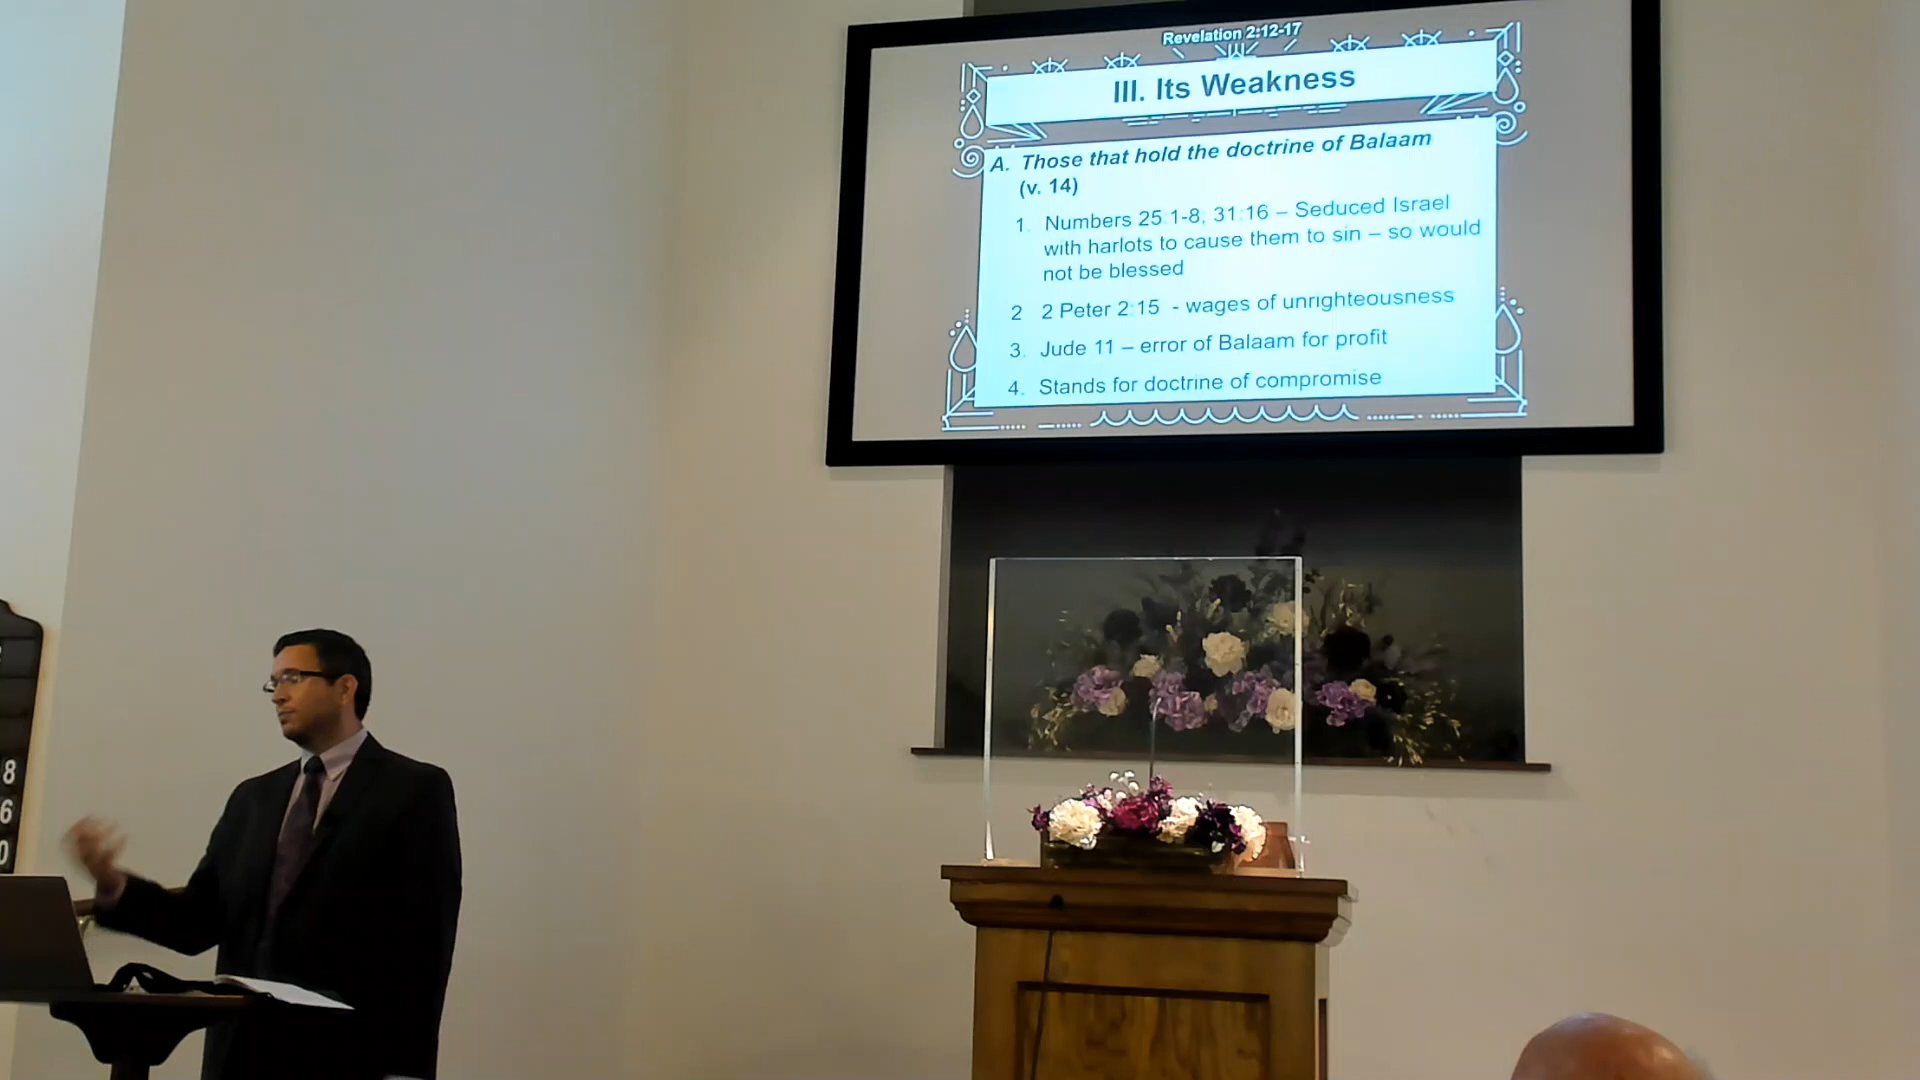 Revelation 2:12-17
III. Its Weakness
A. Those that hold the doctrine of Balaam
(v. 14)
1. Numbers 25:1-8, 31:16 – Seduced Israel
with harlots to cause them to sin – so would
not be blessed
2 2 Peter 2:15 - wages of unrighteousness
3. Jude 11 – error of Balaam for profit
4. Stands for doctrine of compromise
8
6
0